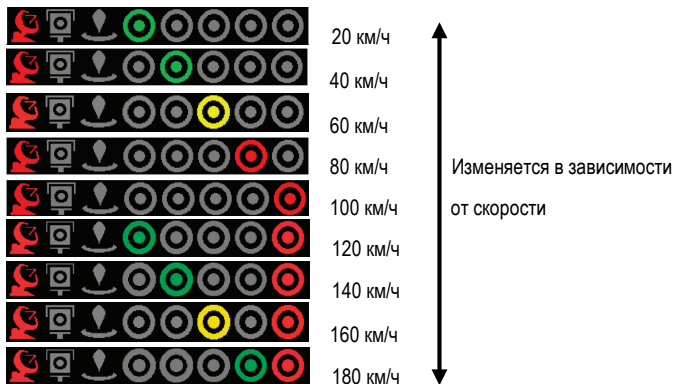 20 км/ч
40 км/ч
60 км/ч
80 км/ч
Изменяется в зависимости
100 км/ч
от скорости
120 км/ч
140 км/ч
160 км/ч
180 км/ч